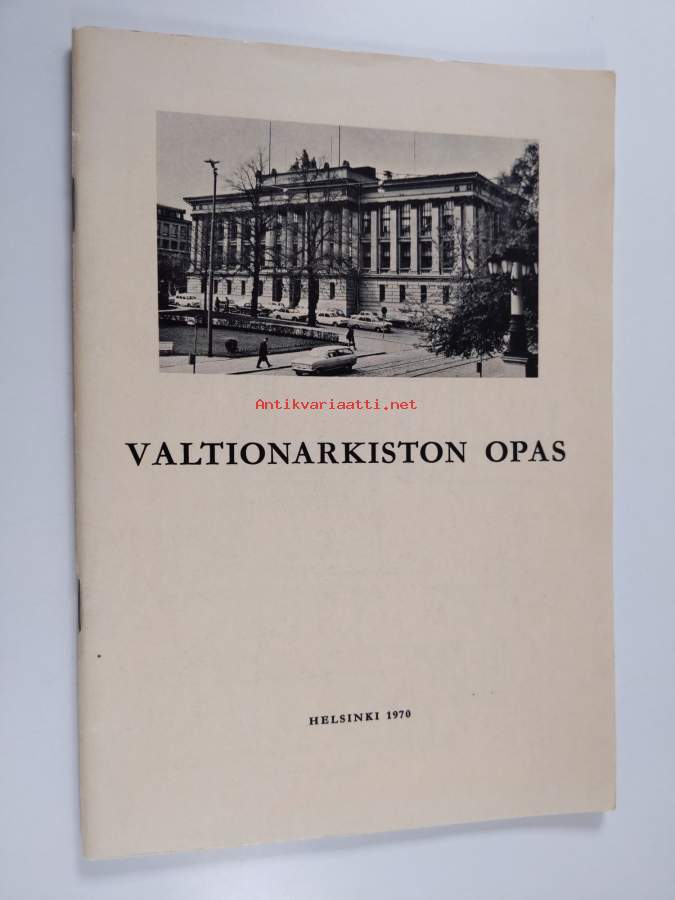 Antikvariaatti.net
VALTIONARKISTON OPAS
HELSINKI 1970